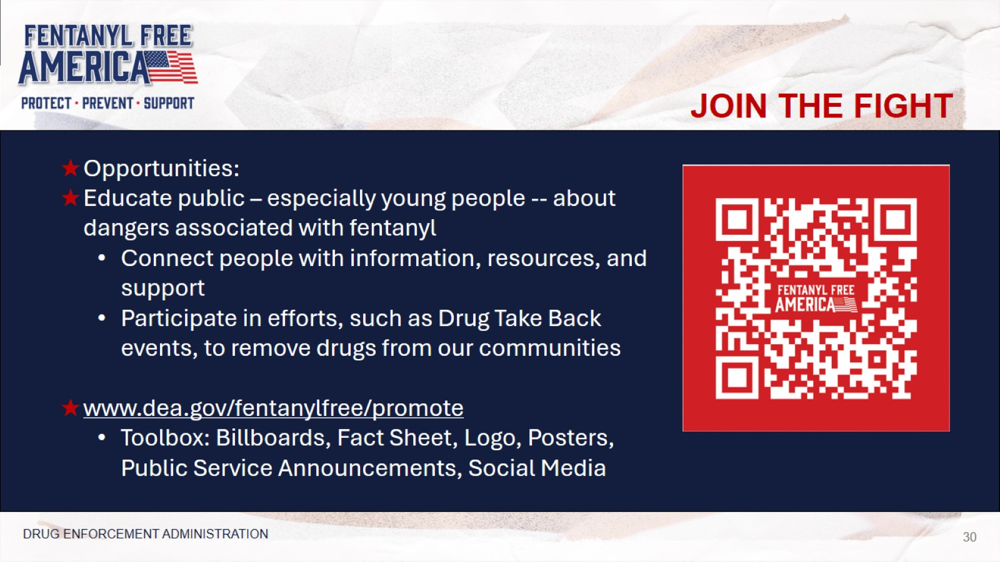 FENTANYL FREE
AMERICA
PROTECT • PREVENT • SUPPORT
JOIN THE FIGHT
★ Opportunities:
★ Educate public – especially young people -- about
dangers associated with fentanyl
• Connect people with information, resources, and
support
• Participate in efforts, such as Drug Take Back
events, to remove drugs from our communities
★ www.dea.gov/fentanylfree/promote
• Toolbox: Billboards, Fact Sheet, Logo, Posters,
Public Service Announcements, Social Media
FENTANYL FREE
AMERICA
DRUG ENFORCEMENT ADMINISTRATION
30